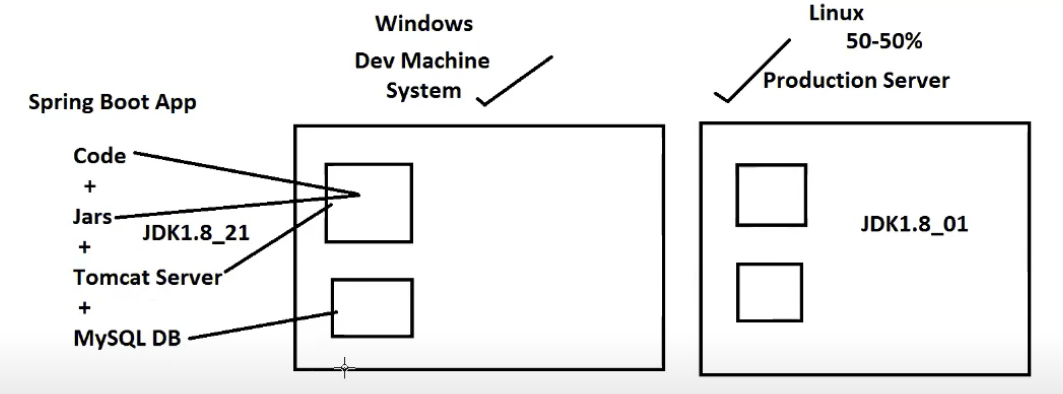 Windows
Dev Machine
System
Linux
50-50%
Production Server
Spring Boot App
Code
+
Jars
JDK1.8_21
+
Tomcat Server
+
MySQL DB
JDK1.8_01